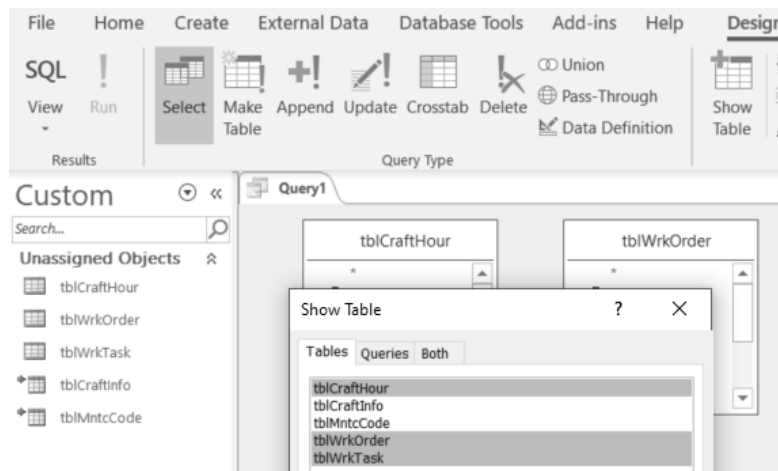 File Home Create External Data Database Tools Add-ins Help Design
SQL
View Run
Select
Make Table
Append
Update
Crosstab
Delete
Union
Pass-Through
Data Definition
Show Table
Results
Query Type
Custom
Search...
Unassigned Objects
tblCraftHour
tblWrkOrder
tblWrkTask
tblCraftInfo
tblMntcCode
Query1
tblCraftHour
*
tblWrkOrder
*
Show Table
Tables Queries Both
tblCraftHour
tblCraftInfo
tblMntcCode
tblWrkOrder
tblWrkTask